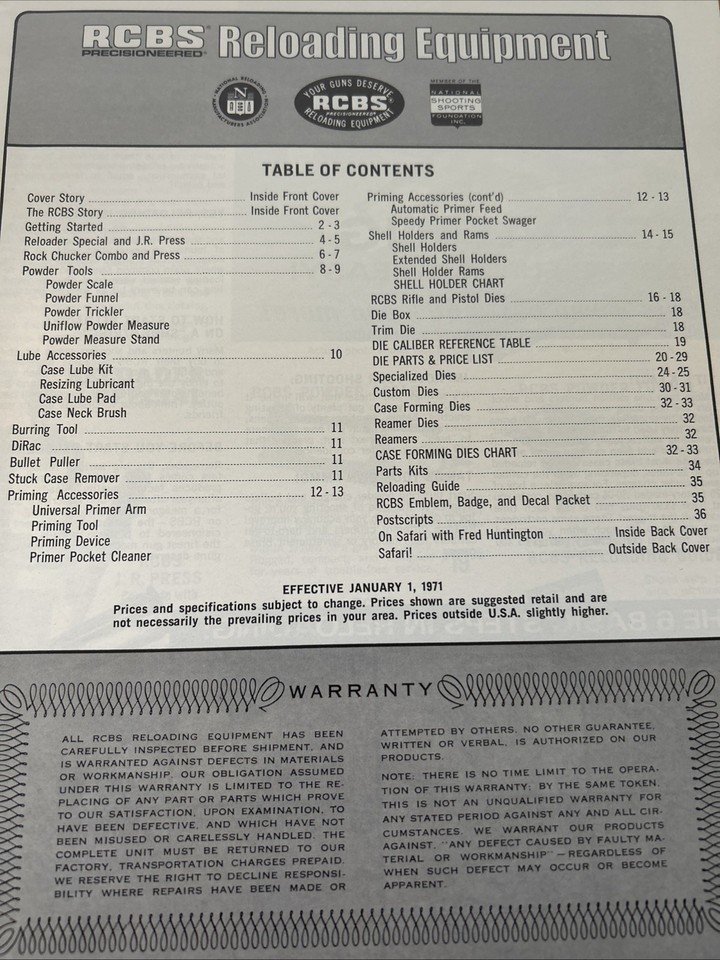 RCBS Reloading Equipment
PRECISIONEERED
NATIONAL RELOADING MANUFACTURERS ASSOCIATION
N
YOUR GUNS DESERVE
RCBS
PRECISIONEERED
RELOADING EQUIPMENT
MEMBER OF THE
NATIONAL
SHOOTING
SPORTS
FOUNDATION
INC.
TABLE OF CONTENTS
Cover Story Inside Front Cover
The RCBS Story Inside Front Cover
Getting Started 2 - 3
Reloader Special and J.R. Press 4 - 5
Rock Chucker Combo and Press 6 - 7
Powder Tools 8 - 9
Powder Scale
Powder Funnel
Powder Trickler
Uniflow Powder Measure
Powder Measure Stand
Lube Accessories 10
Case Lube Kit
Resizing Lubricant
Case Lube Pad
Case Neck Brush
Burring Tool 11
DiRac 11
Bullet Puller 11
Stuck Case Remover 11
Priming Accessories 12 - 13
Universal Primer Arm
Priming Tool
Priming Device
Primer Pocket Cleaner
Priming Accessories (cont'd) 12 - 13
Automatic Primer Feed
Speedy Primer Pocket Swager
Shell Holders and Rams 14 - 15
Shell Holders
Extended Shell Holders
Shell Holder Rams
SHELL HOLDER CHART
RCBS Rifle and Pistol Dies 16 - 18
Die Box 18
Trim Die 18
DIE CALIBER REFERENCE TABLE 19
DIE PARTS & PRICE LIST 20 - 29
Specialized Dies 24 - 25
Custom Dies 30 - 31
Case Forming Dies 32 - 33
Reamer Dies 32
Reamers 32
CASE FORMING DIES CHART 32 - 33
Parts Kits 34
Reloading Guide 35
RCBS Emblem, Badge, and Decal Packet 35
Postscripts 36
On Safari with Fred Huntington Inside Back Cover
Safari! Outside Back Cover
EFFECTIVE JANUARY 1, 1971
Prices and specifications subject to change. Prices shown are suggested retail and are
not necessarily the prevailing prices in your area. Prices outside U.S.A. slightly higher.
WARRANTY
ALL RCBS RELOADING EQUIPMENT HAS BEEN
CAREFULLY INSPECTED BEFORE SHIPMENT, AND
IS WARRANTED AGAINST DEFECTS IN MATERIALS
OR WORKMANSHIP. OUR OBLIGATION ASSUMED
UNDER THIS WARRANTY IS LIMITED TO THE RE-
PLACING OF ANY PART OR PARTS WHICH PROVE
TO OUR SATISFACTION, UPON EXAMINATION, TO
HAVE BEEN DEFECTIVE, AND WHICH HAVE NOT
BEEN MISUSED OR CARELESSLY HANDLED. THE
COMPLETE UNIT MUST BE RETURNED TO OUR
FACTORY, TRANSPORTATION CHARGES PREPAID.
WE RESERVE THE RIGHT TO DECLINE RESPONSI-
BILITY WHERE REPAIRS HAVE BEEN MADE OR
ATTEMPTED BY OTHERS. NO OTHER GUARANTEE,
WRITTEN OR VERBAL, IS AUTHORIZED ON OUR
PRODUCTS.
NOTE: THERE IS NO TIME LIMIT TO THE OPERA-
TION OF THIS WARRANTY; BY THE SAME TOKEN,
THIS IS NOT AN UNQUALIFIED WARRANTY FOR
ANY STATED PERIOD AGAINST ANY AND ALL CIR-
CUMSTANCES. WE WARRANT OUR PRODUCTS
AGAINST "ANY DEFECT CAUSED BY FAULTY MA-
TERIAL OR WORKMANSHIP" — REGARDLESS OF
WHEN SUCH DEFECT MAY OCCUR OR BECOME
APPARENT.